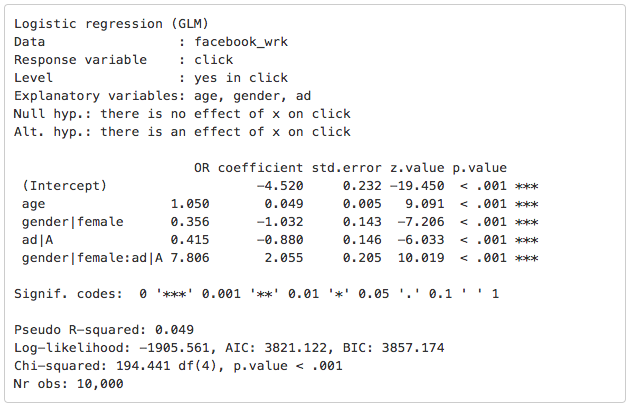 Logistic regression (GLM)
Data                 : facebook_wrk
Response variable    : click
Level                : yes in click
Explanatory variables: age, gender, ad
Null hyp.: there is no effect of x on click
Alt. hyp.: there is an effect of x on click

                       OR coefficient std.error z.value p.value
 (Intercept)                   -4.520     0.232 -19.450  < .001 ***
 age                1.050       0.049     0.005   9.091  < .001 ***
 gender|female      0.356      -1.032     0.143  -7.206  < .001 ***
 ad|A               0.415      -0.880     0.146  -6.033  < .001 ***
 gender|female:ad|A 7.806       2.055     0.205  10.019  < .001 ***

Signif. codes:  0 '***' 0.001 '**' 0.01 '*' 0.05 '.' 0.1 ' ' 1

Pseudo R-squared: 0.049
Log-likelihood: -1905.561, AIC: 3821.122, BIC: 3857.174
Chi-squared: 194.441 df(4), p.value < .001
Nr obs: 10,000